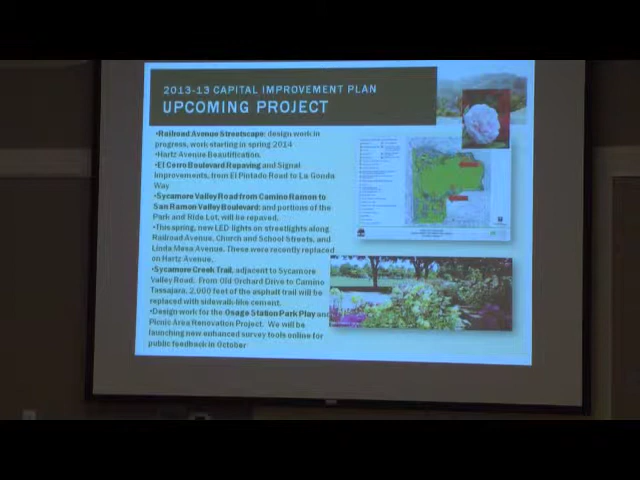 2013-13 CAPITAL IMPROVEMENT PLAN
UPCOMING PROJECT
•Railroad Avenue Streetscape: design work in
progress, work starting in spring 2014
•Hartz Avenue Beautification.
•El Cerro Boulevard Repaving and Signal
Improvements, from El Pintado Road to La Gonda
Way
•Sycamore Valley Road from Camino Ramon to
San Ramon Valley Boulevard: and portions of the
Park and Ride Lot, will be repaved.
•This spring, new LED lights on streetlights along
Railroad Avenue, Church and School Streets, and
Linda Mesa Avenue. These were recently replaced
on Hartz Avenue.
•Sycamore Creek Trail, adjacent to Sycamore
Valley Road. From Old Orchard Drive to Camino
Tassajara, 2,000 feet of the asphalt trail will be
replaced with sidewalk-like cement.
•Design work for the Osage Station Park Play and
Picnic Area Renovation Project. We will be
launching new enhanced survey tools online for
public feedback in October